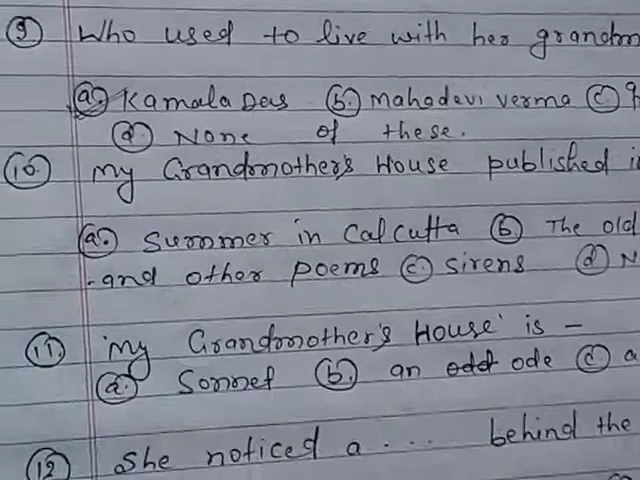 9 Who used to live with her
a. Kamala Das b. Mahadevi verma c.
d. None of these.
10. My Grandmother's House published
a. Summer in Calcutta b. The old
-and other poems c. sirens d.
11 'My Grandmother's House' is -
a. Sonnet b. an ode c. a
12 She noticed a .... behind the